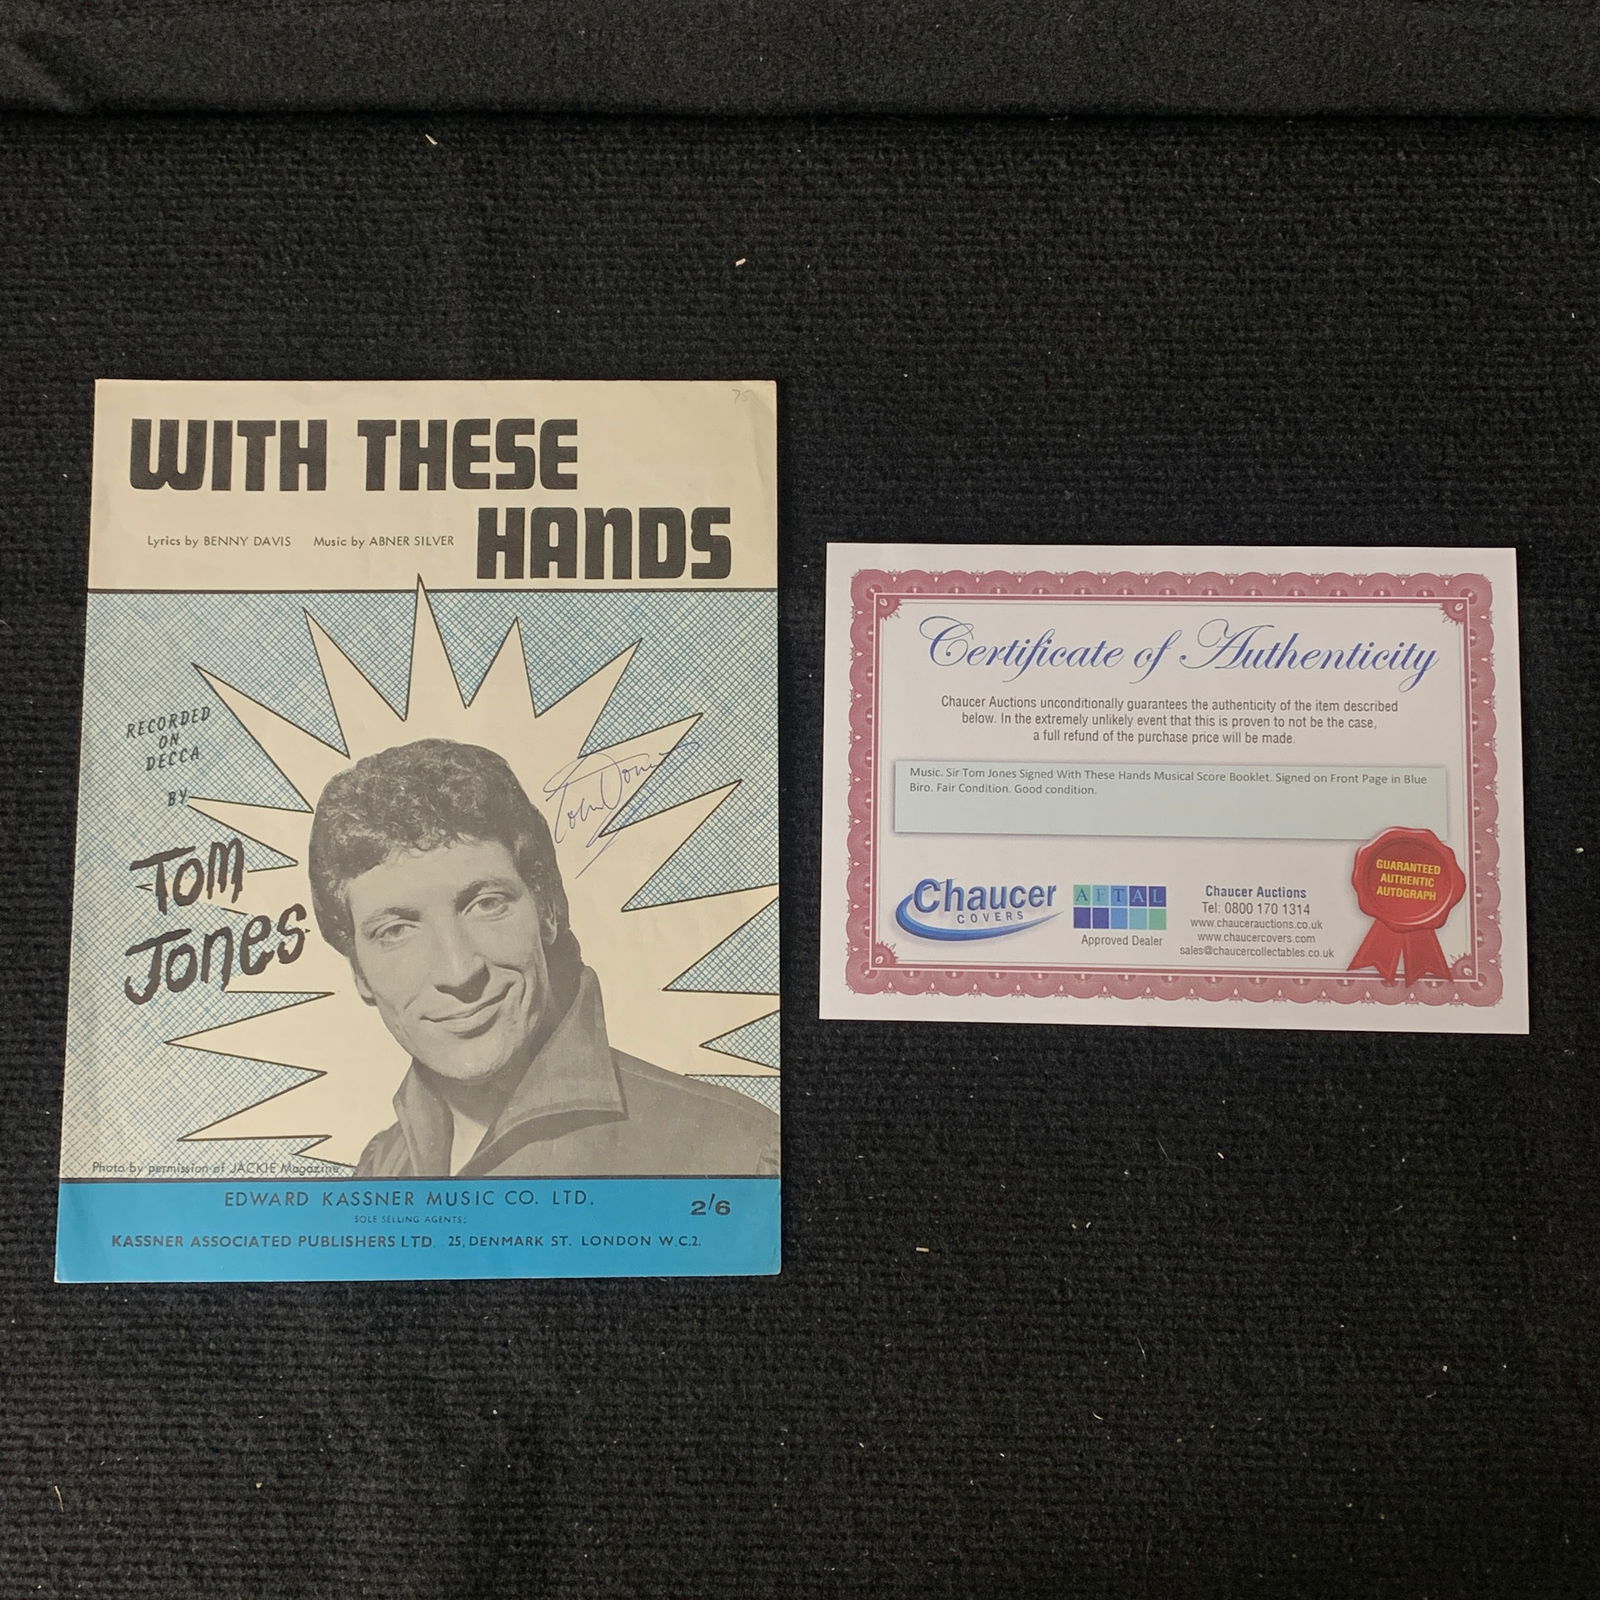 75
WITH THESE
HANDS
Lyrics by BENNY DAVIS Music by ABNER SILVER
RECORDED
ON
DECCA
BY
TOM
JONES
Tom Jones
Photo by permission of JACKIE Magazine
EDWARD KASSNER MUSIC CO. LTD.
SOLE SELLING AGENTS:
KASSNER ASSOCIATED PUBLISHERS LTD. 25, DENMARK ST. LONDON W.C.2.
2/6
Certificate of Authenticity
Chaucer Auctions unconditionally guarantees the authenticity of the item described
below. In the extremely unlikely event that this is proven to not be the case,
a full refund of the purchase price will be made.
Music. Sir Tom Jones Signed With These Hands Musical Score Booklet. Signed on Front Page in Blue
Biro. Fair Condition. Good condition.
Chaucer
COVERS
AFTAL
Approved Dealer
Chaucer Auctions
Tel: 0800 170 1314
www.chaucerauctions.co.uk
www.chaucercovers.com
sales@chaucercollectables.co.uk
GUARANTEED
AUTHENTIC
AUTOGRAPH